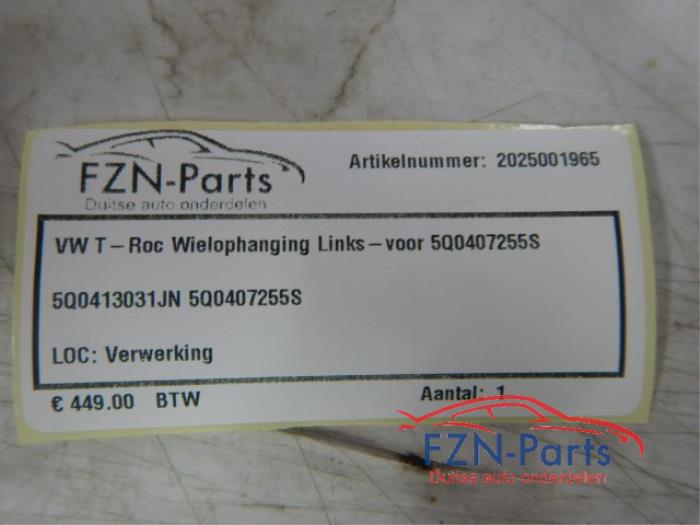 FZN-Parts
Duitse auto onderdelen
Artikelnummer: 2025001965
VW T-Roc Wielophanging Links-voor 5Q0407255S
5Q0413031JN 5Q0407255S
LOC: Verwerking
€ 449.00 BTW
Aantal: 1
FZN-Parts
Duitse auto onderdelen